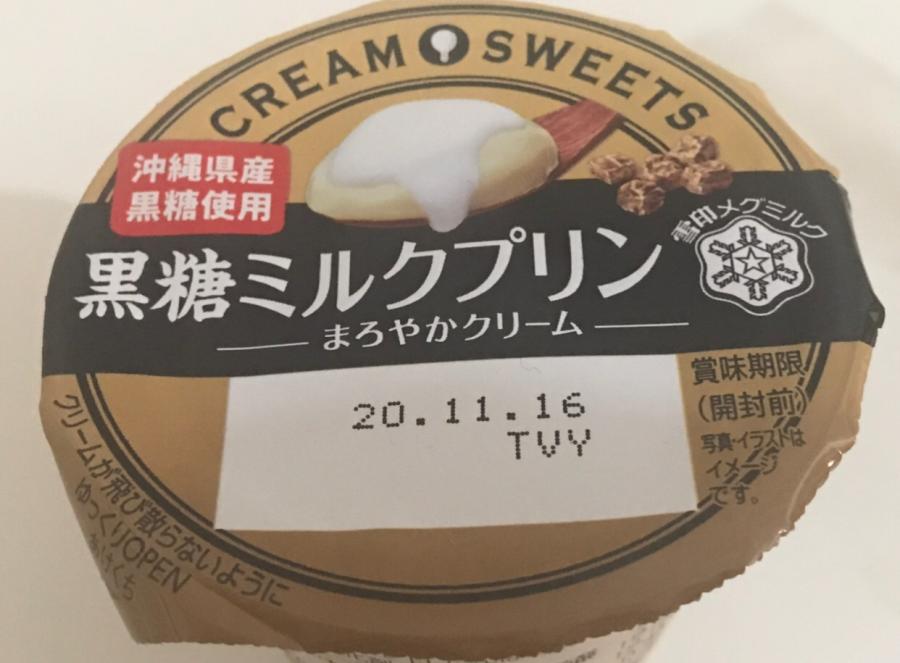 CREAM SWEETS
沖縄県産
黒糖使用
雪印メグミルク
黒糖ミルクプリン
まろやかクリーム
賞味期限
(開封前)
写真・イラストは
イメージ
です。
20.11.16
TVY
クリームが飛び散らないように
ゆっくりOPEN
あけくち